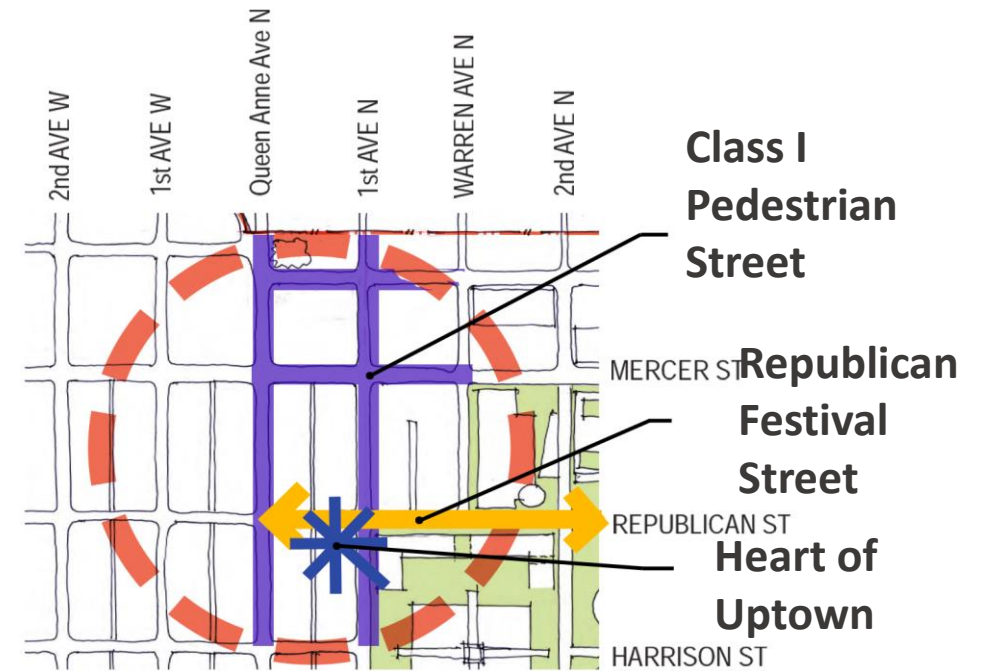 2nd AVE W
1st AVE W
Queen Anne Ave N
1st AVE N
WARREN AVE N
2nd AVE N
Class I
Pedestrian
Street
MERCER ST
Republican
Festival
Street
REPUBLICAN ST
Heart of
Uptown
HARRISON ST